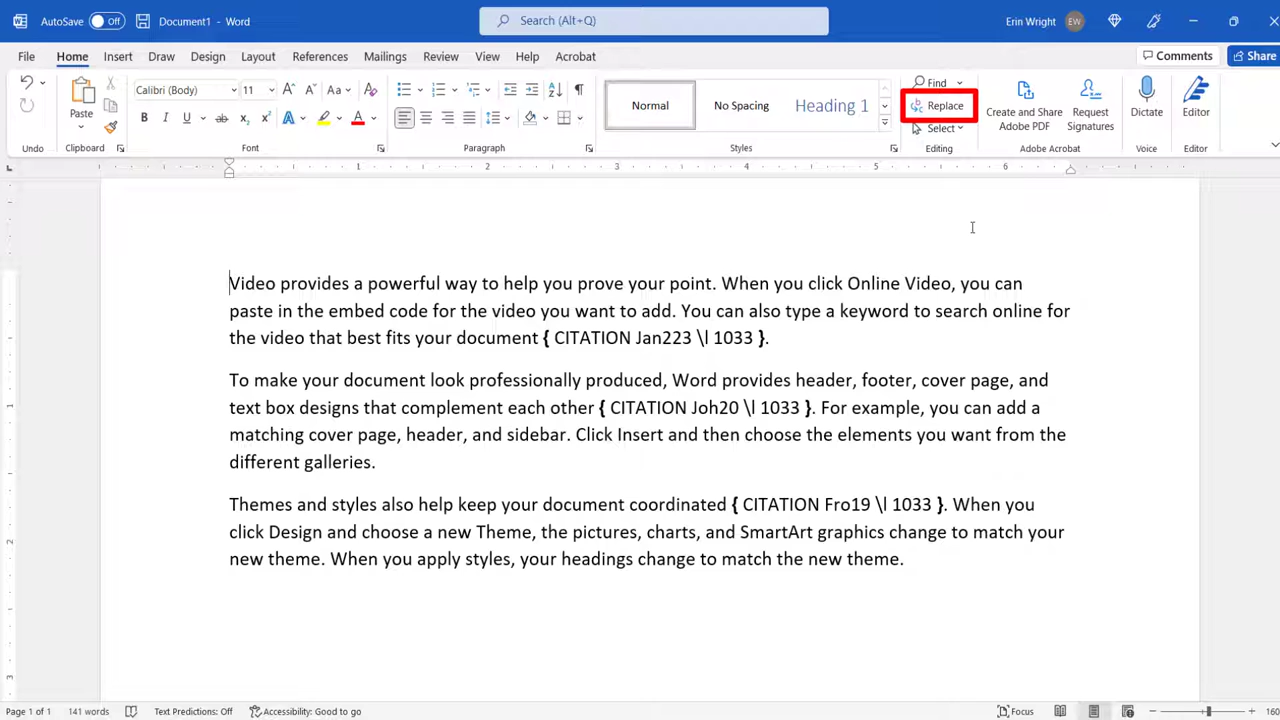 AutoSave Off Document1 - Word Search (Alt+Q) Erin Wright EW
File Home Insert Draw Design Layout References Mailings Review View Help Acrobat Comments Share
Calibri (Body) 11 Normal No Spacing Heading 1 Find
Replace
Select
Paste Create and Share Adobe PDF Request Signatures Dictate Editor
Undo Clipboard Font Paragraph Styles Editing Adobe Acrobat Voice Editor
1 2 3 4 5 6
Video provides a powerful way to help you prove your point. When you click Online Video, you can
paste in the embed code for the video you want to add. You can also type a keyword to search online for
the video that best fits your document { CITATION Jan223 \l 1033 }.
To make your document look professionally produced, Word provides header, footer, cover page, and
text box designs that complement each other { CITATION Joh20 \l 1033 }. For example, you can add a
matching cover page, header, and sidebar. Click Insert and then choose the elements you want from the
different galleries.
Themes and styles also help keep your document coordinated { CITATION Fro19 \l 1033 }. When you
click Design and choose a new Theme, the pictures, charts, and SmartArt graphics change to match your
new theme. When you apply styles, your headings change to match the new theme.
Page 1 of 1 141 words Text Predictions: Off Accessibility: Good to go Focus 160